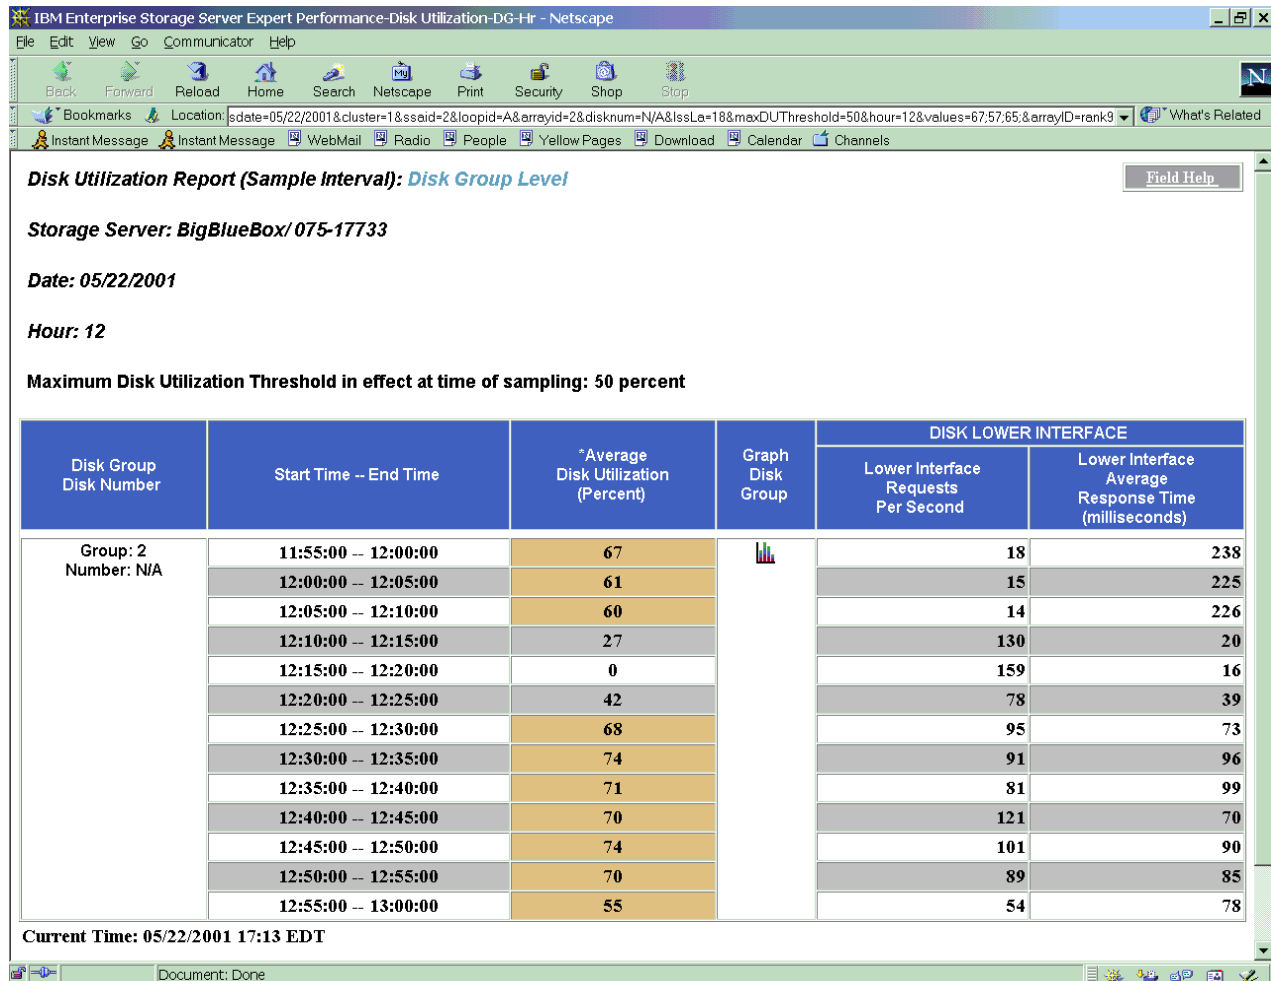 IBM Enterprise Storage Server Expert Performance-Disk Utilization-DG-Hr - Netscape
File Edit View Go Communicator Help
Back Forward Reload Home Search Netscape Print Security Shop Stop
My
N
Bookmarks Location: sdate=05/22/2001&cluster=1&ssaid=2&loopid=A&arrayid=2&disknum=N/A&lssLa=18&maxDUThreshold=50&hour=12&values=67;57;65;&arrayID=rank9 What's Related
Instant Message Instant Message WebMail Radio People Yellow Pages Download Calendar Channels
Disk Utilization Report (Sample Interval): Disk Group Level
Field Help
Storage Server: BigBlueBox/ 075-17733
Date: 05/22/2001
Hour: 12
Maximum Disk Utilization Threshold in effect at time of sampling: 50 percent
DISK LOWER INTERFACE
Disk Group
Disk Number
Start Time -- End Time
*Average
Disk Utilization
(Percent)
Graph
Disk
Group
Lower Interface
Requests
Per Second
Lower Interface
Average
Response Time
(milliseconds)
Group: 2
Number: N/A
11:55:00 -- 12:00:00 67 18 238
12:00:00 -- 12:05:00 61 15 225
12:05:00 -- 12:10:00 60 14 226
12:10:00 -- 12:15:00 27 130 20
12:15:00 -- 12:20:00 0 159 16
12:20:00 -- 12:25:00 42 78 39
12:25:00 -- 12:30:00 68 95 73
12:30:00 -- 12:35:00 74 91 96
12:35:00 -- 12:40:00 71 81 99
12:40:00 -- 12:45:00 70 121 70
12:45:00 -- 12:50:00 74 101 90
12:50:00 -- 12:55:00 70 89 85
12:55:00 -- 13:00:00 55 54 78
Current Time: 05/22/2001 17:13 EDT
Document: Done